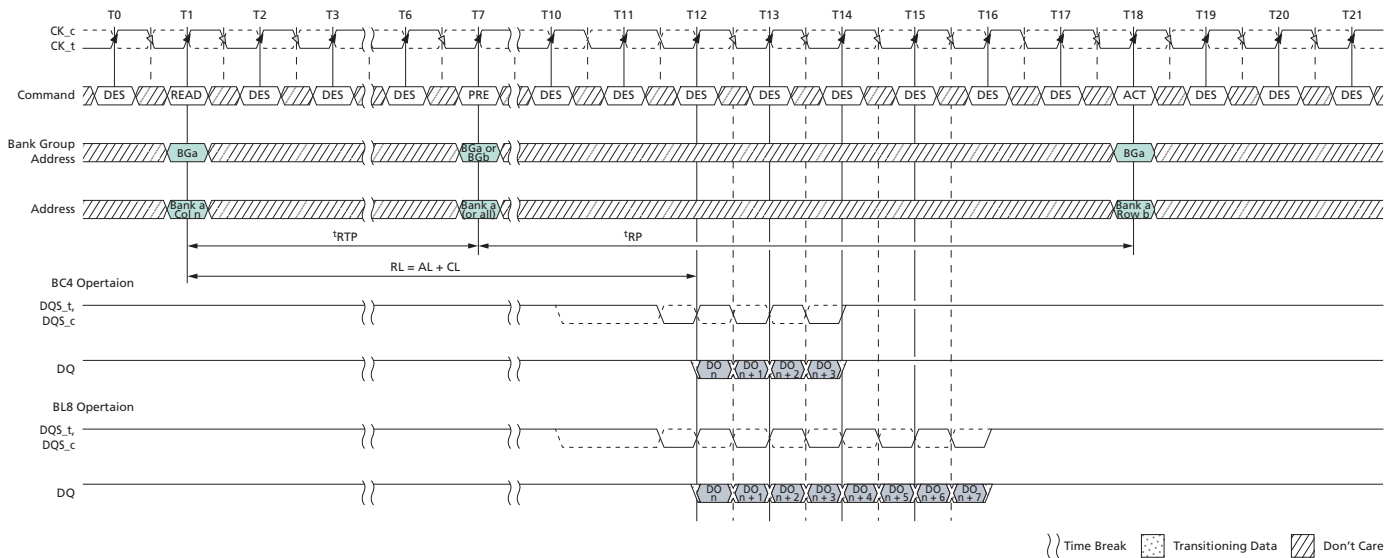 T0 T1 T2 T3 T6 T7 T10 T11 T12 T13 T14 T15 T16 T17 T18 T19 T20 T21
CK_c
CK_t
Command DES READ DES DES DES PRE DES DES DES DES DES DES DES DES ACT DES DES DES
Bank Group
Address
BGa
BGa or
BGb
BGa
Address
Bank a
Col n
Bank a
(or all)
Bank a
Row b
tRTP tRP
RL = AL + CL
BC4 Opertaion
DQS_t,
DQS_c
DQ
DO
n
DO
n + 1
DO
n + 2
DO
n + 3
BL8 Opertaion
DQS_t,
DQS_c
DQ
DO
n
DO
n + 1
DO
n + 2
DO
n + 3
DO
n + 4
DO
n + 5
DO
n + 6
DO
n + 7
Time Break Transitioning Data Don't Care